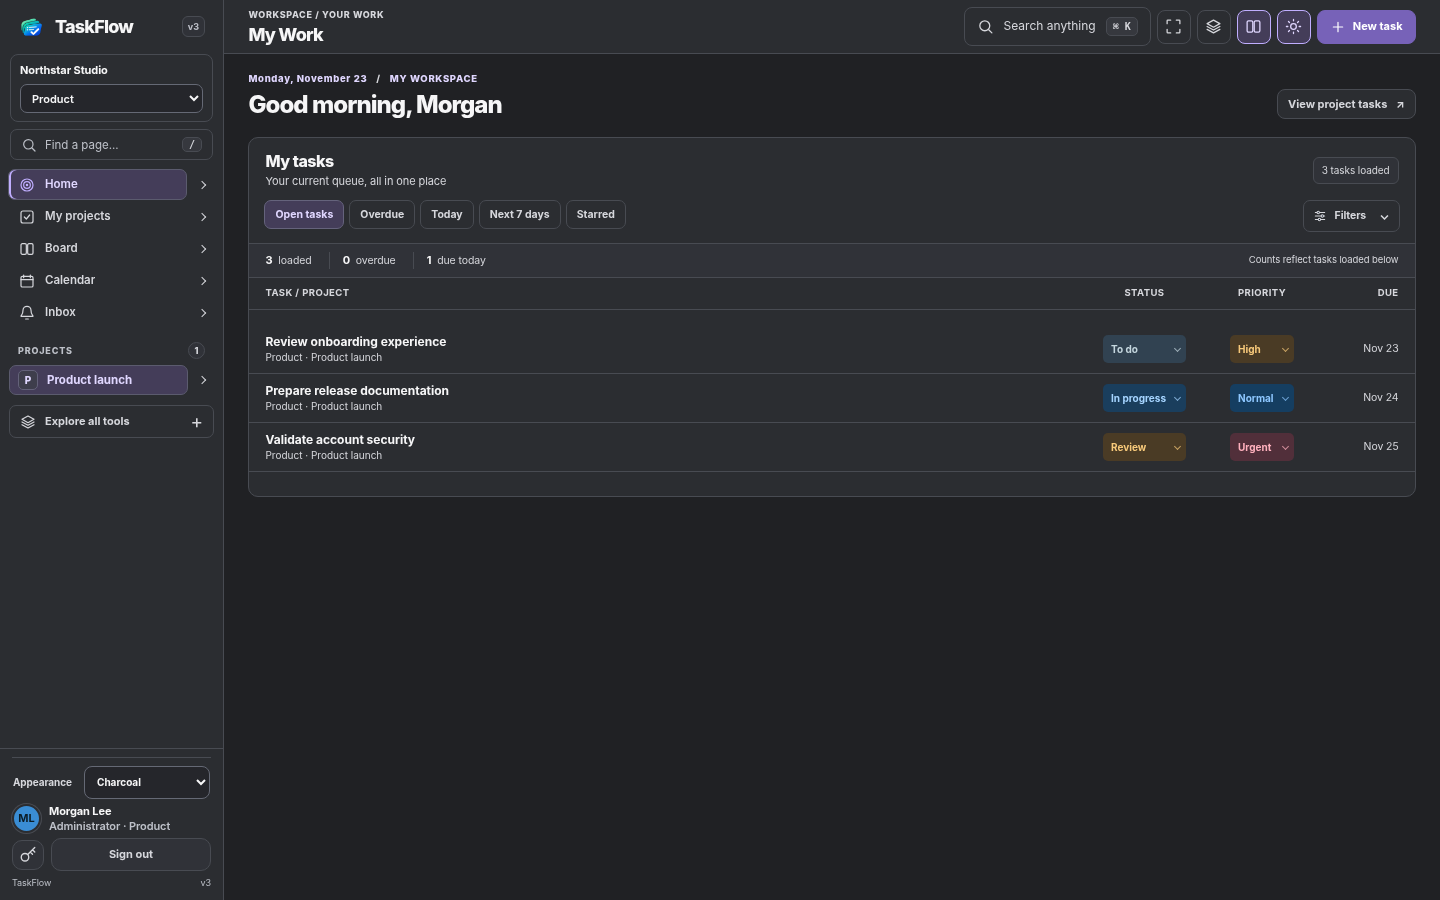 TaskFlow v3
Northstar Studio
Product
Find a page... /
Home
My projects
Board
Calendar
Inbox
PROJECTS 1
P Product launch
Explore all tools +
Appearance Charcoal
ML Morgan Lee
Administrator · Product
Sign out
TaskFlow v3
WORKSPACE / YOUR WORK
My Work
Search anything ⌘ K
New task
Monday, November 23 / MY WORKSPACE
Good morning, Morgan
View project tasks
My tasks
Your current queue, all in one place
3 tasks loaded
Open tasks Overdue Today Next 7 days Starred
Filters
3 loaded 0 overdue 1 due today
Counts reflect tasks loaded below
TASK / PROJECT STATUS PRIORITY DUE
Review onboarding experience
Product · Product launch
To do High Nov 23
Prepare release documentation
Product · Product launch
In progress Normal Nov 24
Validate account security
Product · Product launch
Review Urgent Nov 25